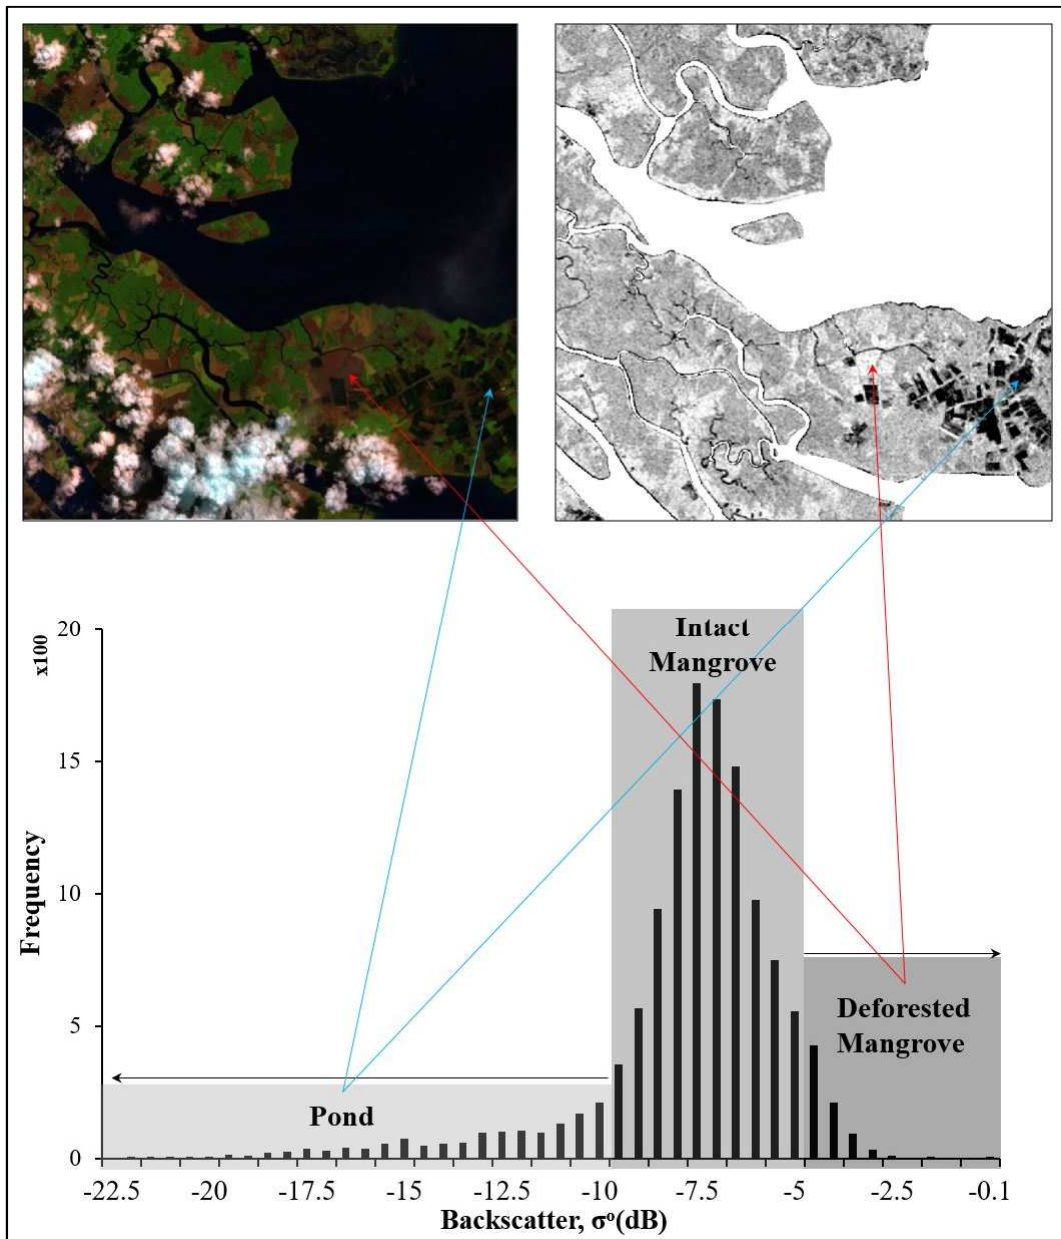 20
x100
Intact
Mangrove
15
10
Frequency
5
Deforested
Mangrove
Pond
0
-22.5 -20 -17.5 -15 -12.5 -10 -7.5 -5 -2.5 -0.1
Backscatter, σº(dB)